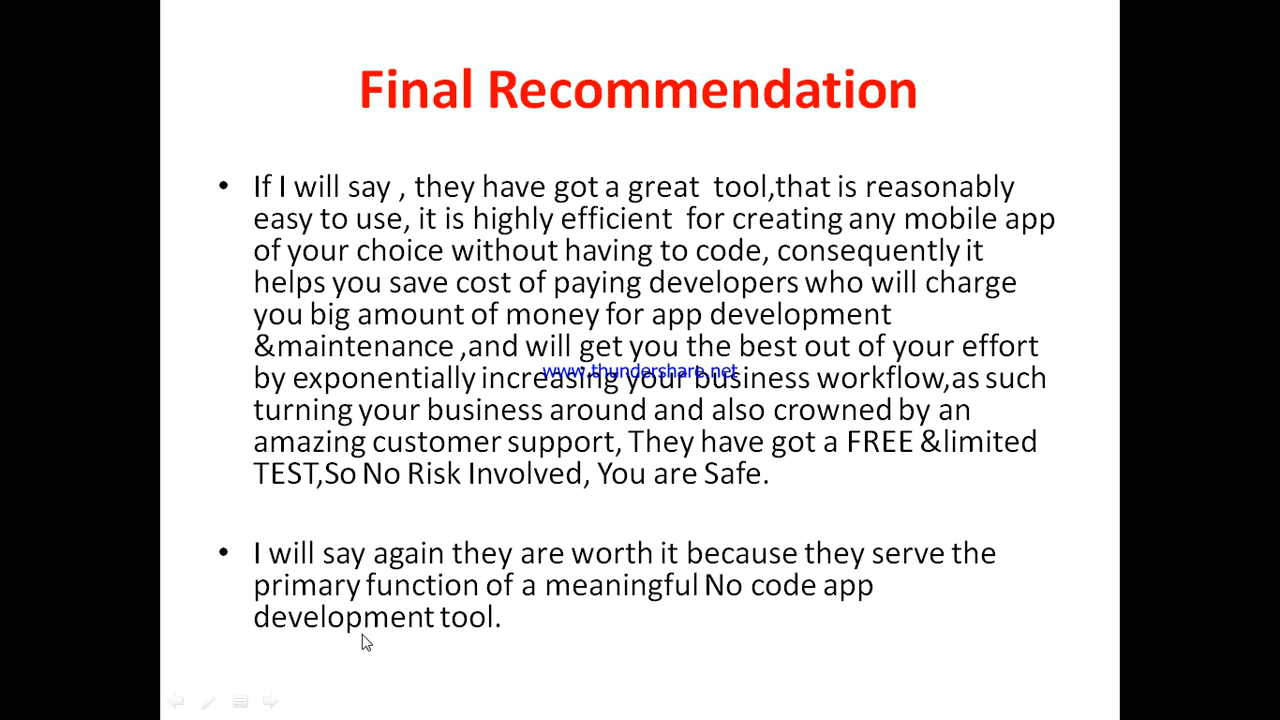 Final Recommendation
• If I will say , they have got a great  tool,that is reasonably
easy to use, it is highly efficient  for creating any mobile app
of your choice without having to code, consequently it
helps you save cost of paying developers who will charge
you big amount of money for app development
&maintenance ,and will get you the best out of your effort
by exponentially increasing your business workflow,as such
www.thundershare.net
turning your business around and also crowned by an
amazing customer support, They have got a FREE &limited
TEST,So No Risk Involved, You are Safe.
• I will say again they are worth it because they serve the
primary function of a meaningful No code app
development tool.